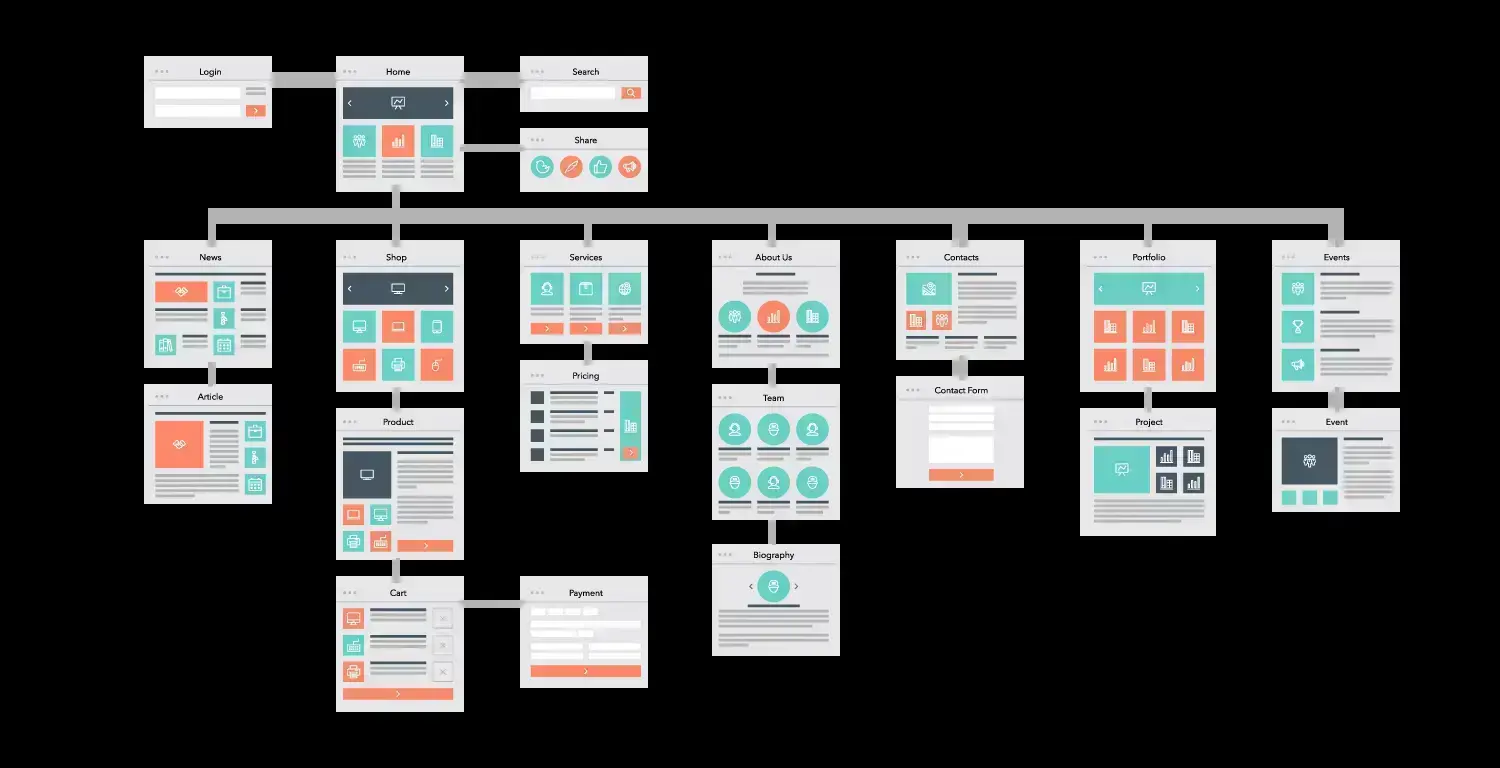 Login
Home
Search
Share
News
Shop
Services
About Us
Contacts
Portfolio
Events
Pricing
Contact Form
Article
Team
Product
Project
Event
Biography
Cart
Payment